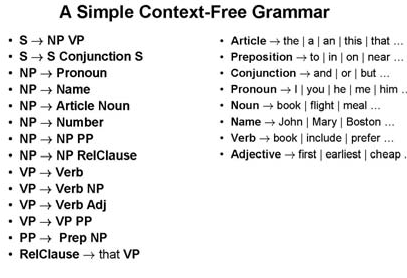 A Simple Context-Free Grammar
• S → NP VP
• S → S Conjunction S
• NP → Pronoun
• NP → Name
• NP → Article Noun
• NP → Number
• NP → NP PP
• NP → NP RelClause
• VP → Verb
• VP → Verb NP
• VP → Verb Adj
• VP → VP PP
• PP → Prep NP
• RelClause → that VP
• Article → the | a | an | this | that ...
• Preposition → to | in | on | near ...
• Conjunction → and | or | but ...
• Pronoun → I | you | he | me | him ..
• Noun → book | flight | meal ...
• Name → John | Mary | Boston ...
• Verb → book | include | prefer ...
• Adjective → first | earliest | cheap .